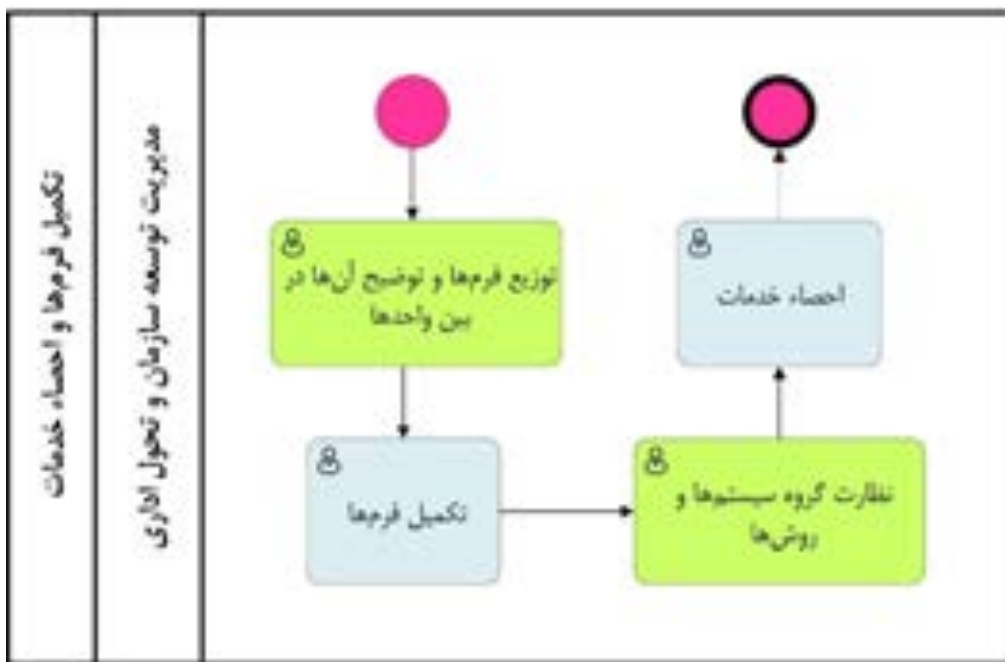 تکمیل فرم‌ها و احصاء خدمات
مدیریت توسعه سازمان و تحول اداری
توزیع فرم‌ها و توضیح آن‌ها در
بین واحدها
تکمیل فرم‌ها
نظارت گروه سیستم‌ها و
روش‌ها
احصاء خدمات